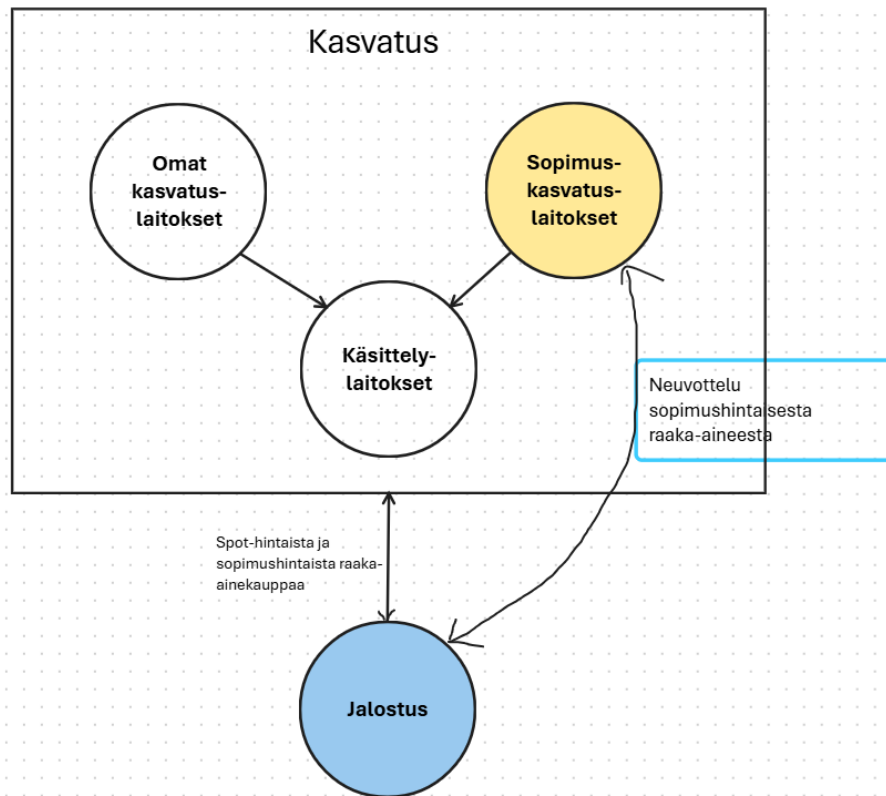 Kasvatus
Omat
kasvatus-
laitokset
Sopimus-
kasvatus-
laitokset
Käsittely-
laitokset
Neuvottelu
sopimushintaisesta
raaka-aineesta
Spot-hintaista ja
sopimushintaista raaka-
ainekauppaa
Jalostus